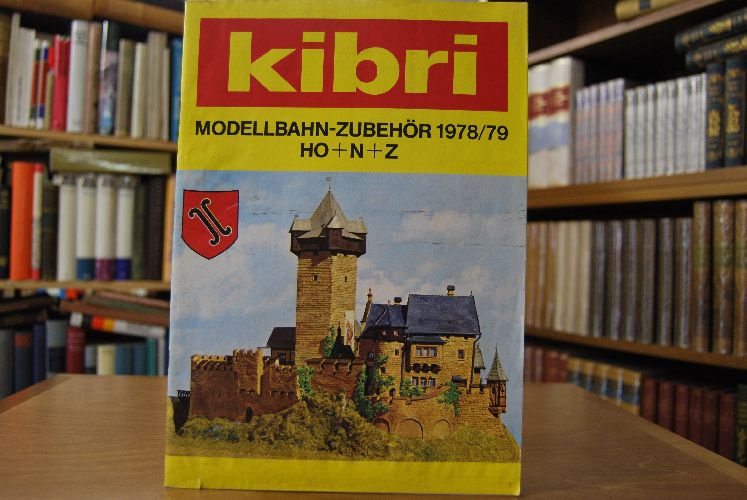 kibri
MODELLBAHN-ZUBEHÖR 1978/79
HO+N+Z